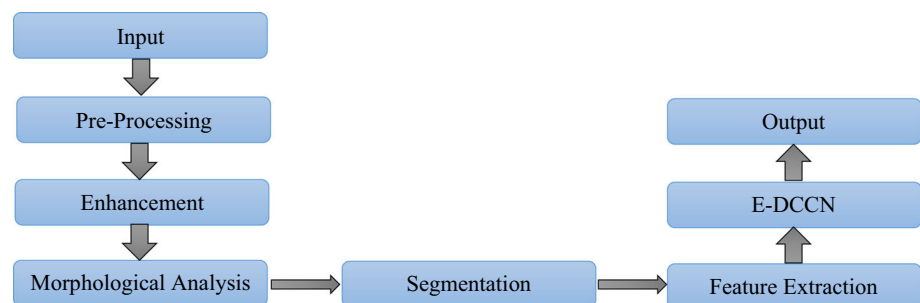 Input
Pre-Processing
Enhancement
Morphological Analysis
Segmentation
Feature Extraction
E-DCCN
Output